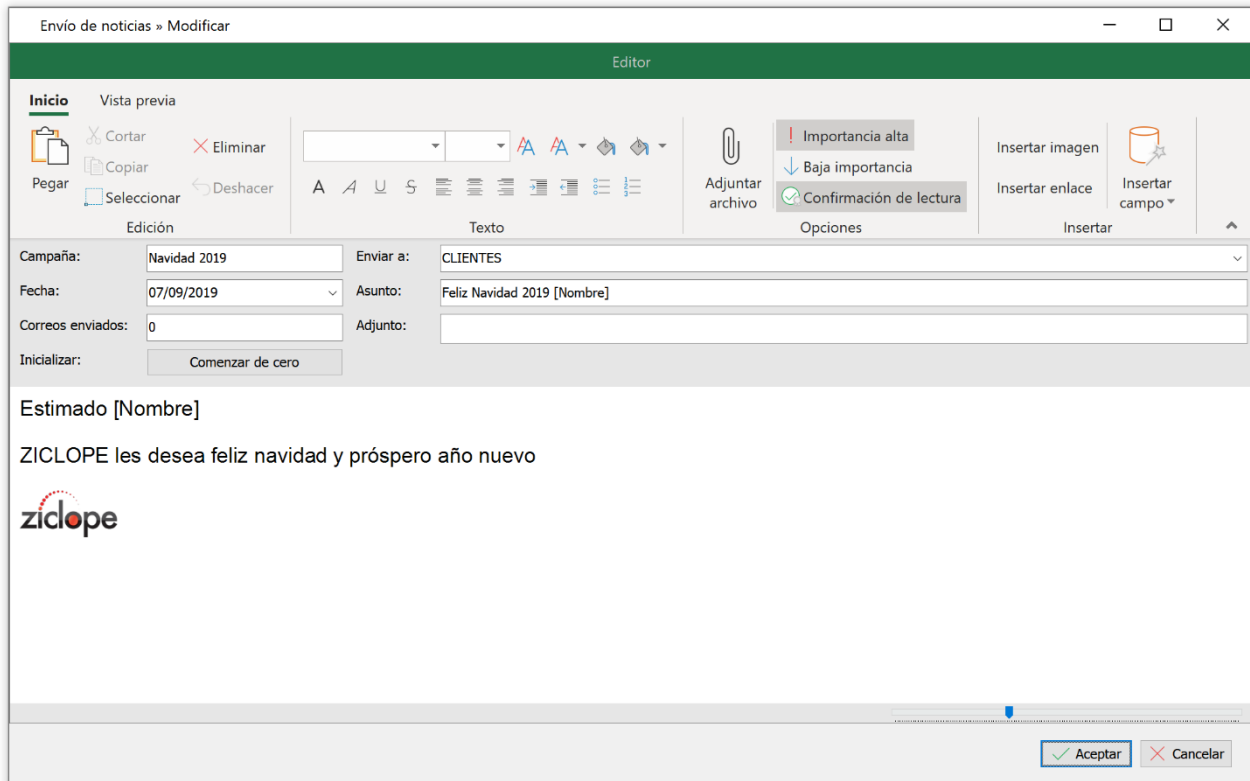 Envío de noticias » Modificar
Editor
Inicio Vista previa
Pegar
Cortar
Copiar
Seleccionar
Eliminar
Deshacer
Edición
A A U S
Texto
Adjuntar archivo
Importancia alta
Baja importancia
Confirmación de lectura
Opciones
Insertar imagen
Insertar enlace
Insertar campo
Insertar
Campaña: Navidad 2019 Enviar a: CLIENTES
Fecha: 07/09/2019 Asunto: Feliz Navidad 2019 [Nombre]
Correos enviados: 0 Adjunto:
Inicializar: Comenzar de cero
Estimado [Nombre]
ZICLOPE les desea feliz navidad y próspero año nuevo
ziclope
Aceptar Cancelar